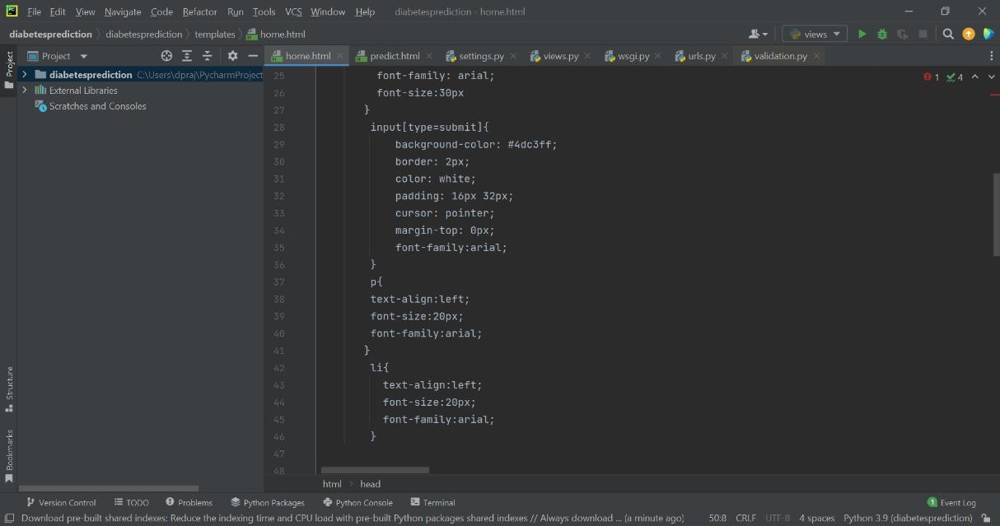 PC File Edit View Navigate Code Refactor Run Tools VCS Window Help diabetesprediction - home.html
diabetesprediction diabetesprediction templates home.html views
Project Project home.html predict.html settings.py views.py wsgi.py urls.py validation.py
diabetesprediction C:\Users\dpraj\PycharmProject
External Libraries
Scratches and Consoles
1 4
25 font-family: arial;
26 font-size:30px
27 }
28 input[type=submit]{
29 background-color: #4dc3ff;
30 border: 2px;
31 color: white;
32 padding: 16px 32px;
33 cursor: pointer;
34 margin-top: 0px;
35 font-family:arial;
36 }
37 p{
38 text-align:left;
39 font-size:20px;
40 font-family:arial;
41 }
42 li{
43 text-align:left;
44 font-size:20px;
45 font-family:arial;
46 }
47
48
Structure
Bookmarks
html head
Version Control TODO Problems Python Packages Python Console Terminal 1 Event Log
Download pre-built shared indexes: Reduce the indexing time and CPU load with pre-built Python packages shared indexes // Always download ... (a minute ago) 50:8 CRLF UTF-8 4 spaces Python 3.9 (diabetesprediction)